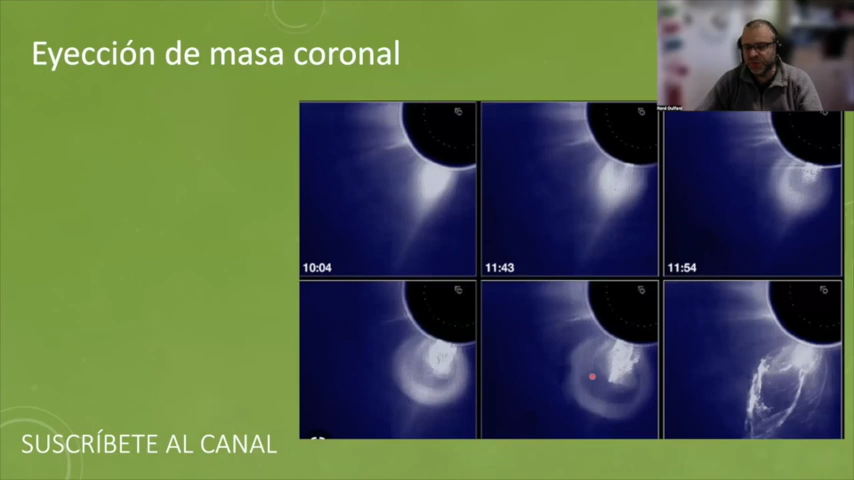 Eyección de masa coronal
10:04
11:43
11:54
SUSCRÍBETE AL CANAL